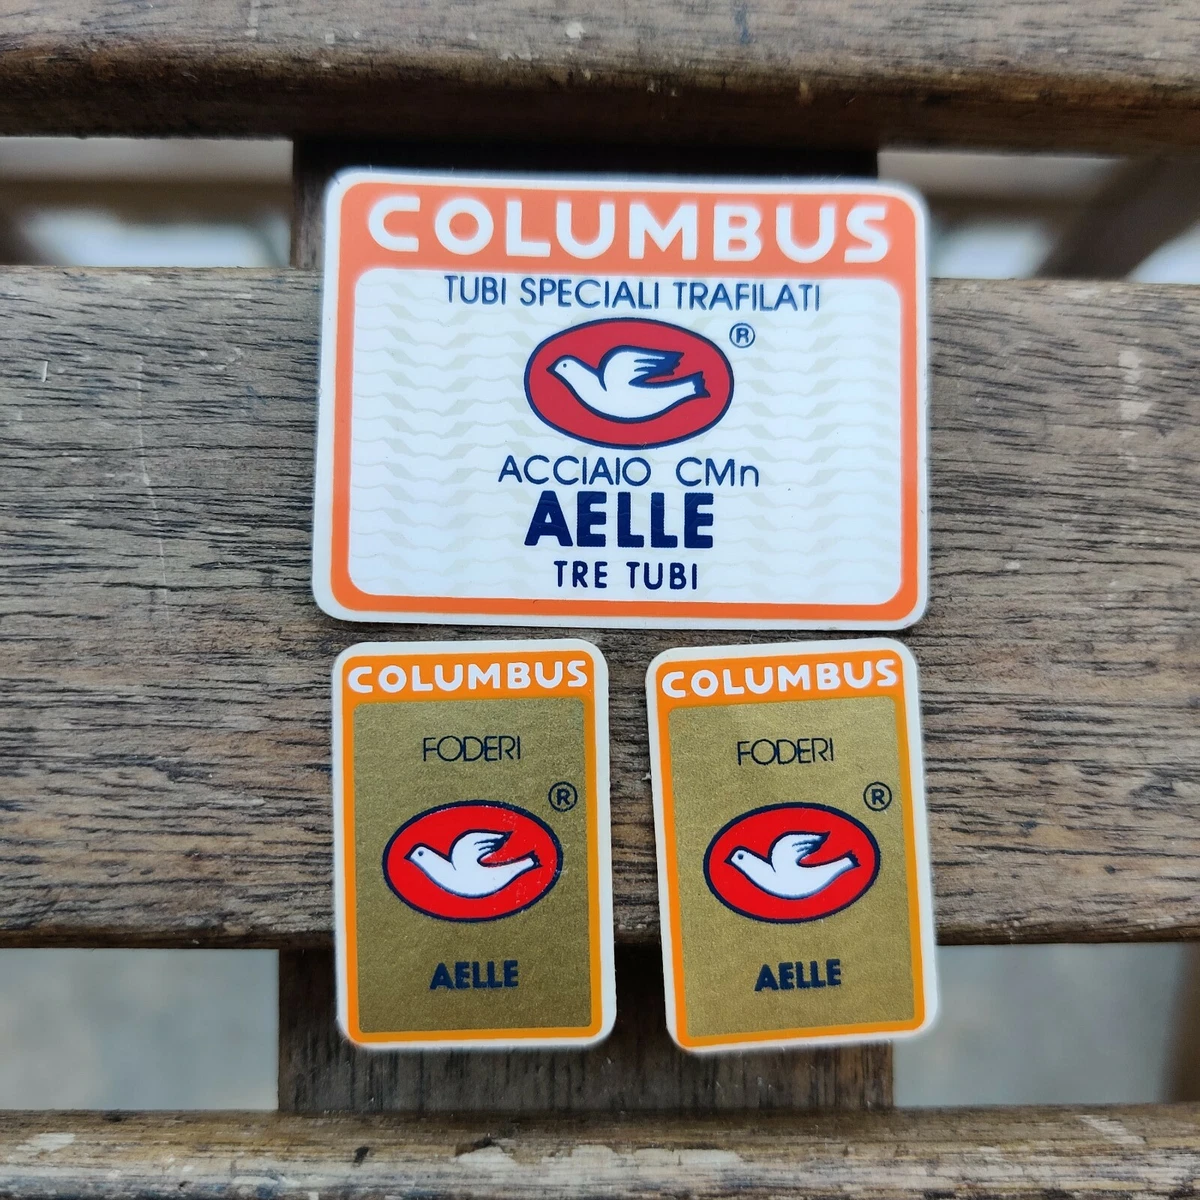 COLUMBUS
TUBI SPECIALI TRAFILATI
®
ACCIAIO CMn
AELLE
TRE TUBI
COLUMBUS
FODERI
®
AELLE
COLUMBUS
FODERI
®
AELLE